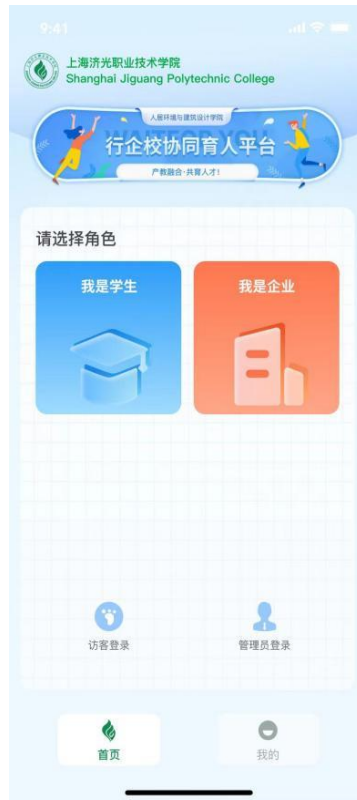 9:41
上海济光职业技术学院
Shanghai Jiguang Polytechnic College
人居环境与建筑设计学院
WAITED FOR YOU
行企校协同育人平台
产教融合·共育人才!
请选择角色
我是学生
我是企业
访客登录
管理员登录
首页
我的